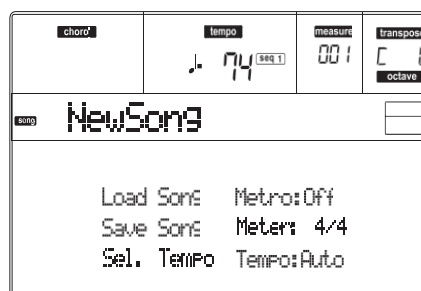 chord tempo measure transpose
74 seq 1 001 C
octave
song NewSong
Load Song Metro:Off
Save Song Meter: 4/4
Sel. Tempo Tempo:Auto